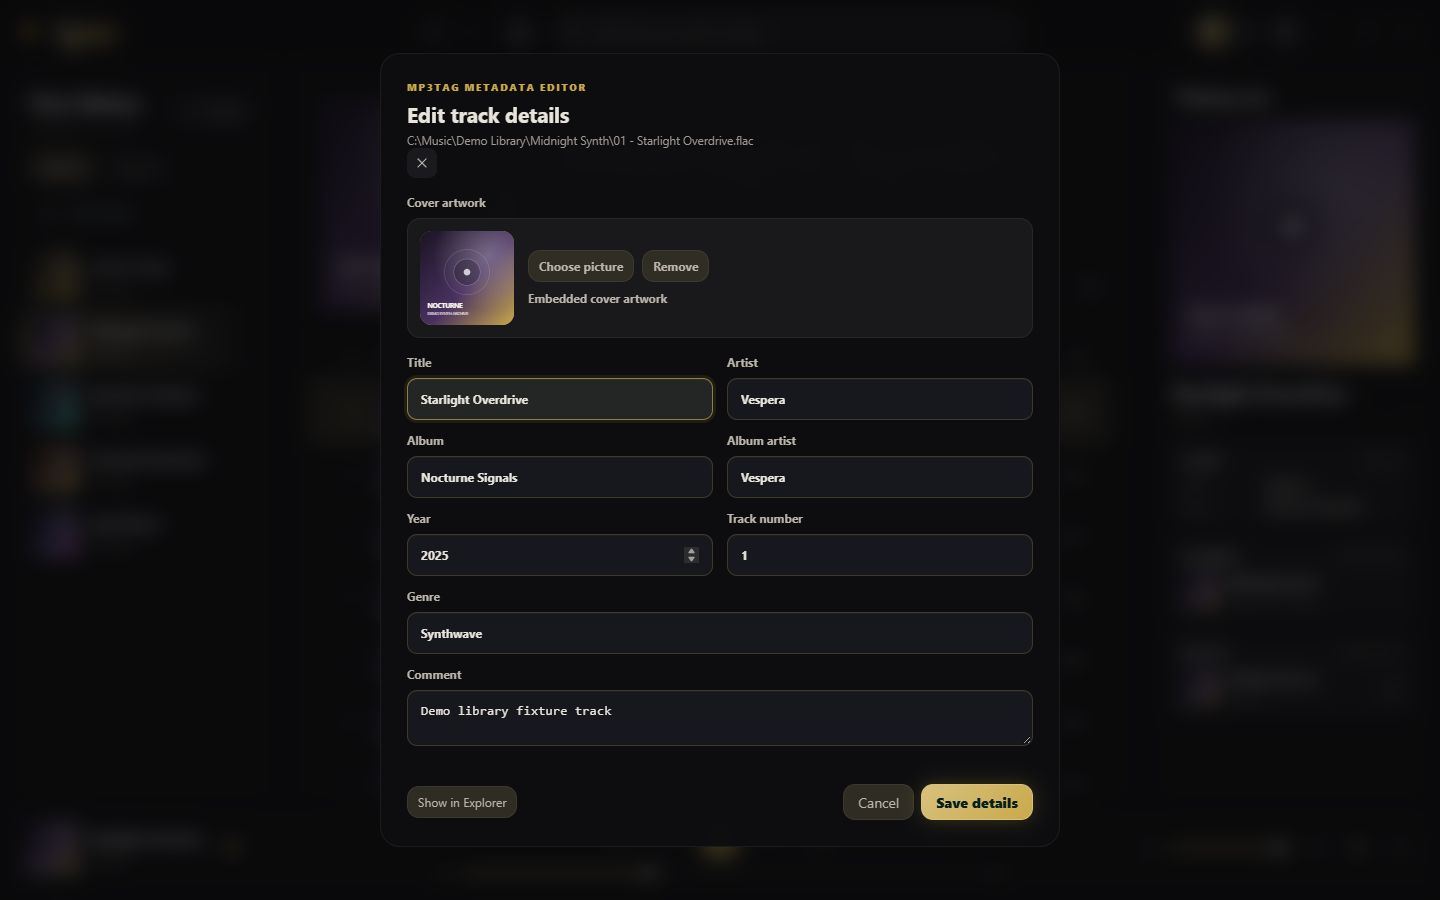 MP3TAG METADATA EDITOR
Edit track details
C:\Music\Demo Library\Midnight Synth\01 - Starlight Overdrive.flac
Cover artwork
NOCTURNE
Choose picture
Remove
Embedded cover artwork
Title
Artist
Starlight Overdrive
Vespera
Album
Album artist
Nocturne Signals
Vespera
Year
Track number
2025
1
Genre
Synthwave
Comment
Demo library fixture track
Show in Explorer
Cancel
Save details